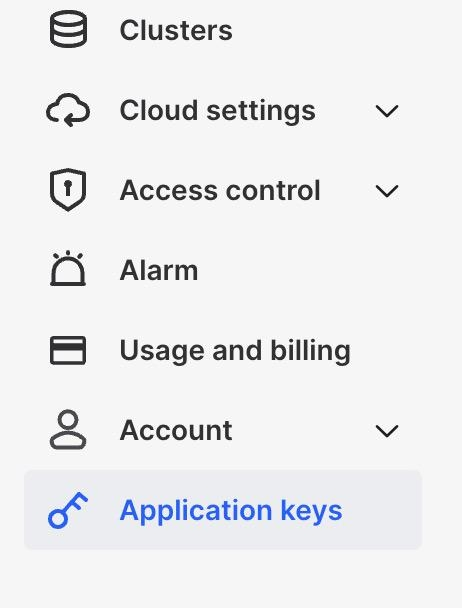 Clusters
Cloud settings
Access control
Alarm
Usage and billing
Account
Application keys